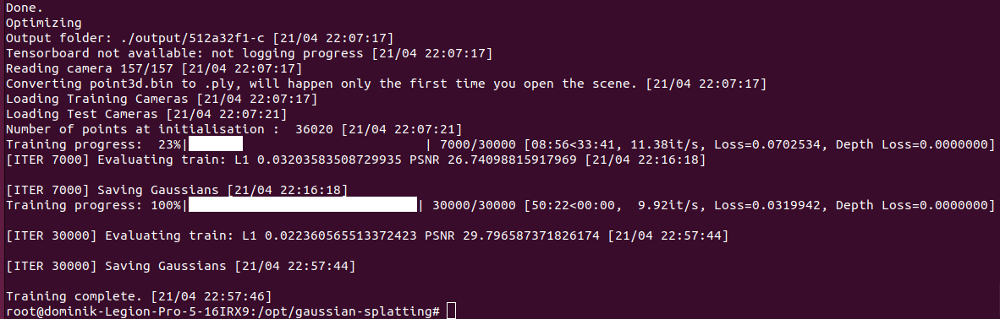 Done.
Optimizing
Output folder: ./output/512a32f1-c [21/04 22:07:17]
Tensorboard not available: not logging progress [21/04 22:07:17]
Reading camera 157/157 [21/04 22:07:17]
Converting point3d.bin to .ply, will happen only the first time you open the scene. [21/04 22:07:17]
Loading Training Cameras [21/04 22:07:17]
Loading Test Cameras [21/04 22:07:21]
Number of points at initialisation :  36020 [21/04 22:07:21]
Training progress:  23%|                | 7000/30000 [08:56<33:41, 11.38it/s, Loss=0.0702534, Depth Loss=0.0000000]
[ITER 7000] Evaluating train: L1 0.03203583508729935 PSNR 26.74098815917969 [21/04 22:16:18]
[ITER 7000] Saving Gaussians [21/04 22:16:18]
Training progress: 100%|                | 30000/30000 [50:22<00:00,  9.92it/s, Loss=0.0319942, Depth Loss=0.0000000]
[ITER 30000] Evaluating train: L1 0.022360565513372423 PSNR 29.796587371826174 [21/04 22:57:44]
[ITER 30000] Saving Gaussians [21/04 22:57:44]
Training complete. [21/04 22:57:46]
root@dominik-Legion-Pro-5-16IRX9:/opt/gaussian-splatting#